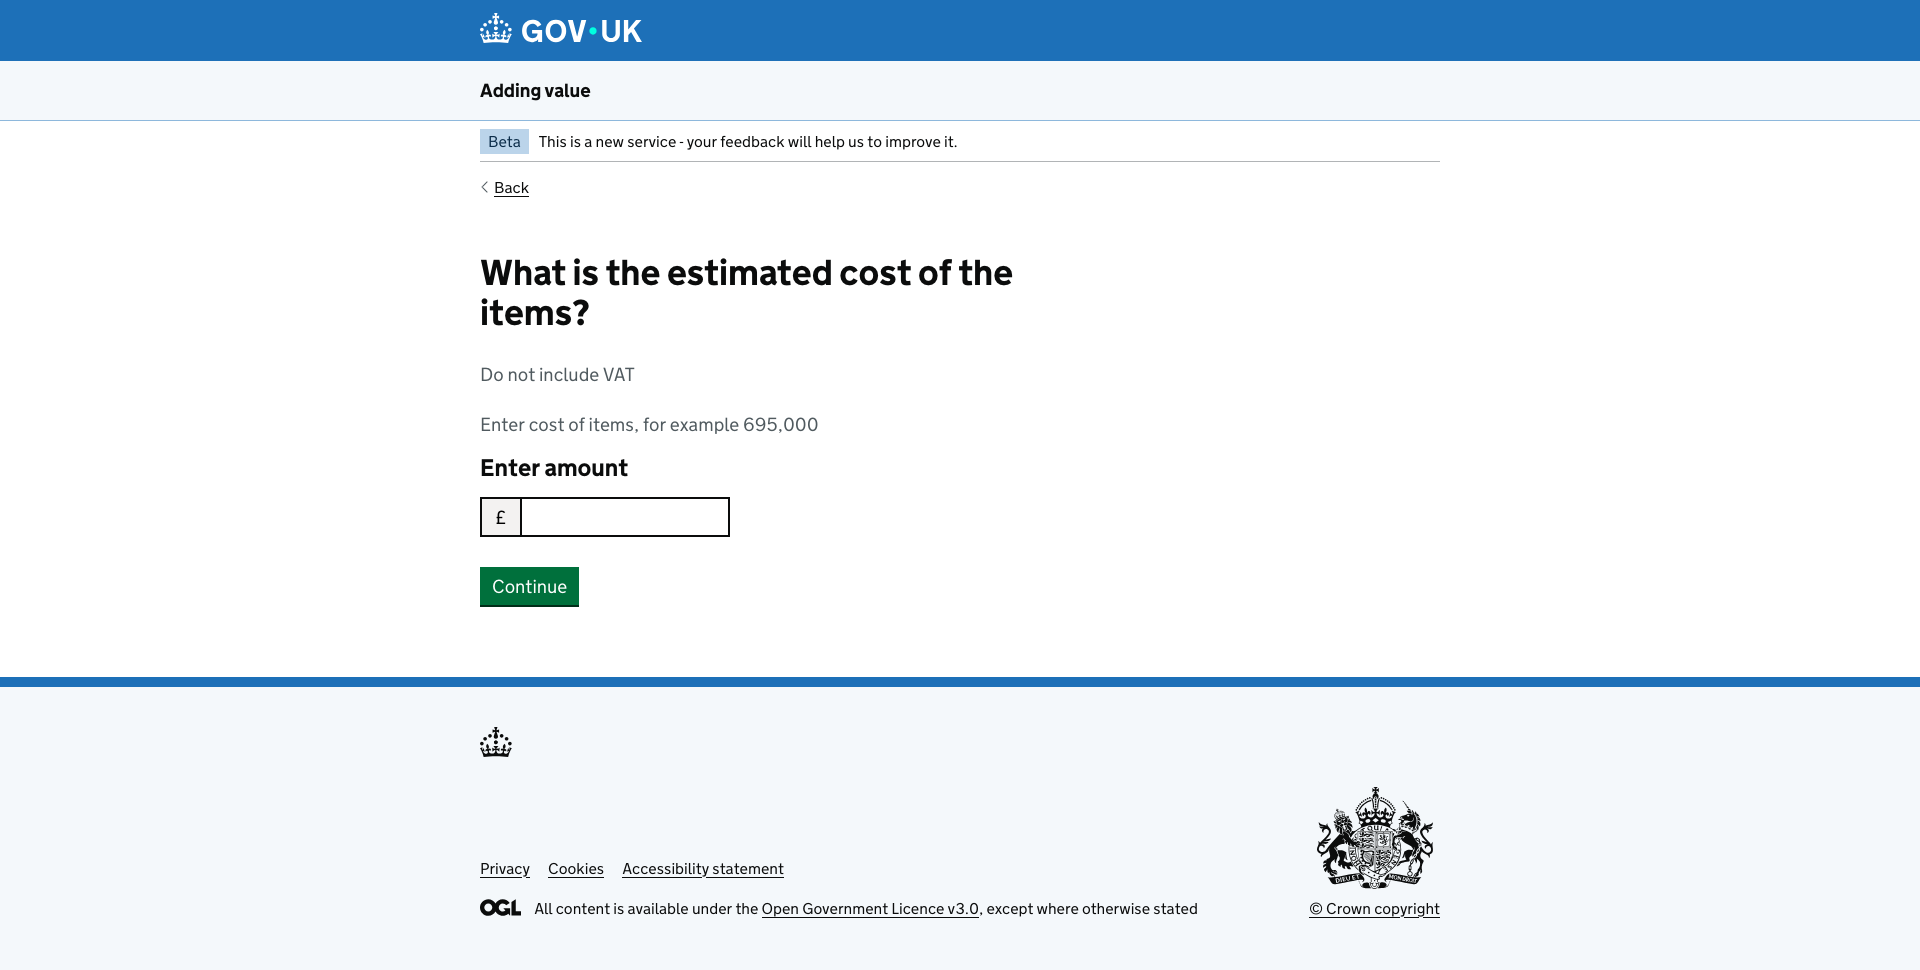 GOV•UK
Adding value
Beta This is a new service - your feedback will help us to improve it.
Back
What is the estimated cost of the
items?
Do not include VAT
Enter cost of items, for example 695,000
Enter amount
£
Continue
Privacy Cookies Accessibility statement
OGL All content is available under the Open Government Licence v3.0, except where otherwise stated
DIEU ET MON DROIT
© Crown copyright